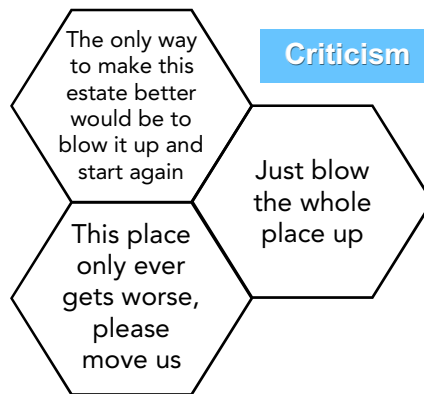 The only way
to make this
estate better
would be to
blow it up and
start again
Criticism
Just blow
the whole
place up
This place
only ever
gets worse,
please
move us